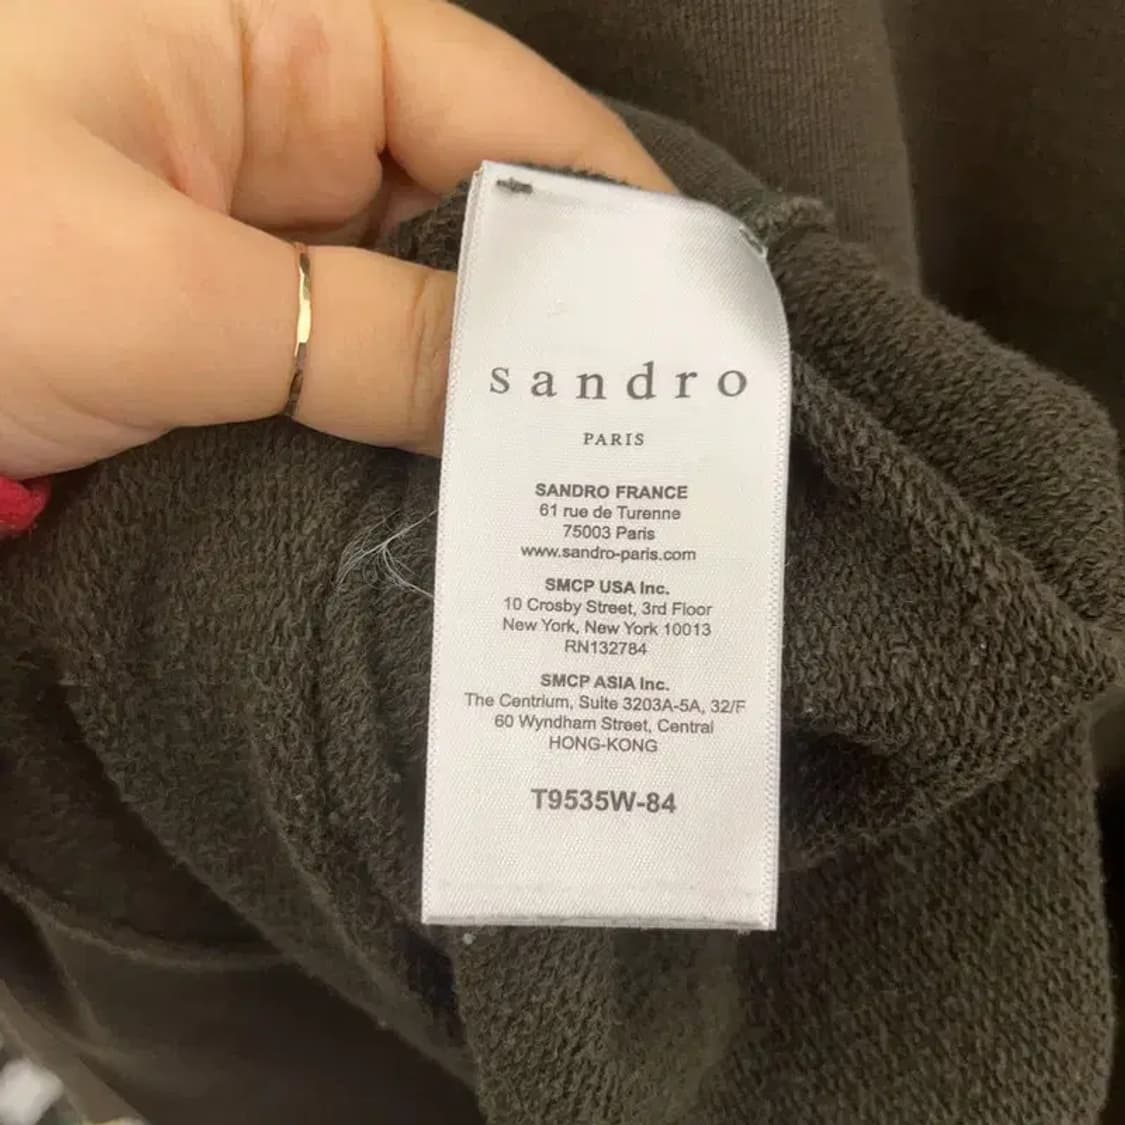 sandro
PARIS
SANDRO FRANCE
61 rue de Turenne
75003 Paris
www.sandro-paris.com
SMCP USA Inc.
10 Crosby Street, 3rd Floor
New York, New York 10013
RN132784
SMCP ASIA Inc.
The Centrium, Suite 3203A-5A, 32/F
60 Wyndham Street, Central
HONG-KONG
T9535W-84